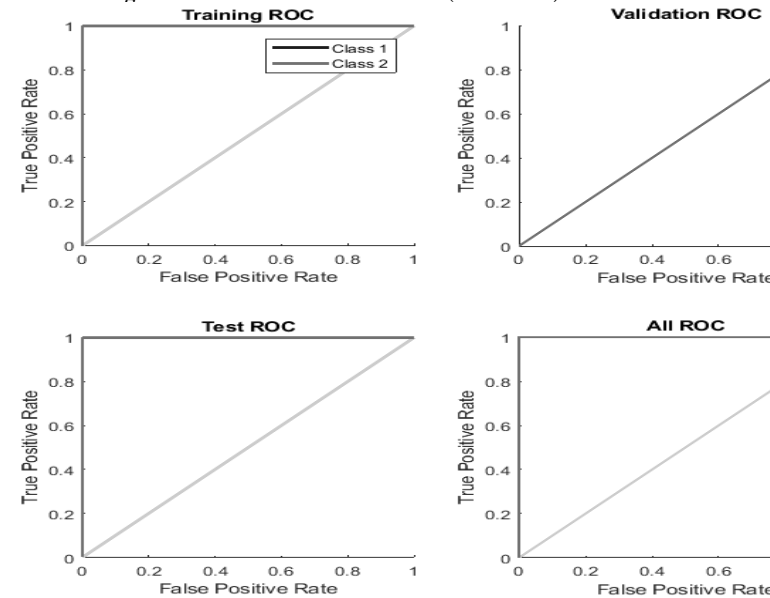 Training ROC
Class 1
Class 2
True Positive Rate
1
0.8
0.6
0.4
0.2
0
0 0.2 0.4 0.6 0.8 1
False Positive Rate
Validation ROC
True Positive Rate
1
0.8
0.6
0.4
0.2
0
0 0.2 0.4 0.6
False Positive Rate
Test ROC
True Positive Rate
1
0.8
0.6
0.4
0.2
0
0 0.2 0.4 0.6 0.8 1
False Positive Rate
All ROC
True Positive Rate
1
0.8
0.6
0.4
0.2
0
0 0.2 0.4 0.6
False Positive Rate